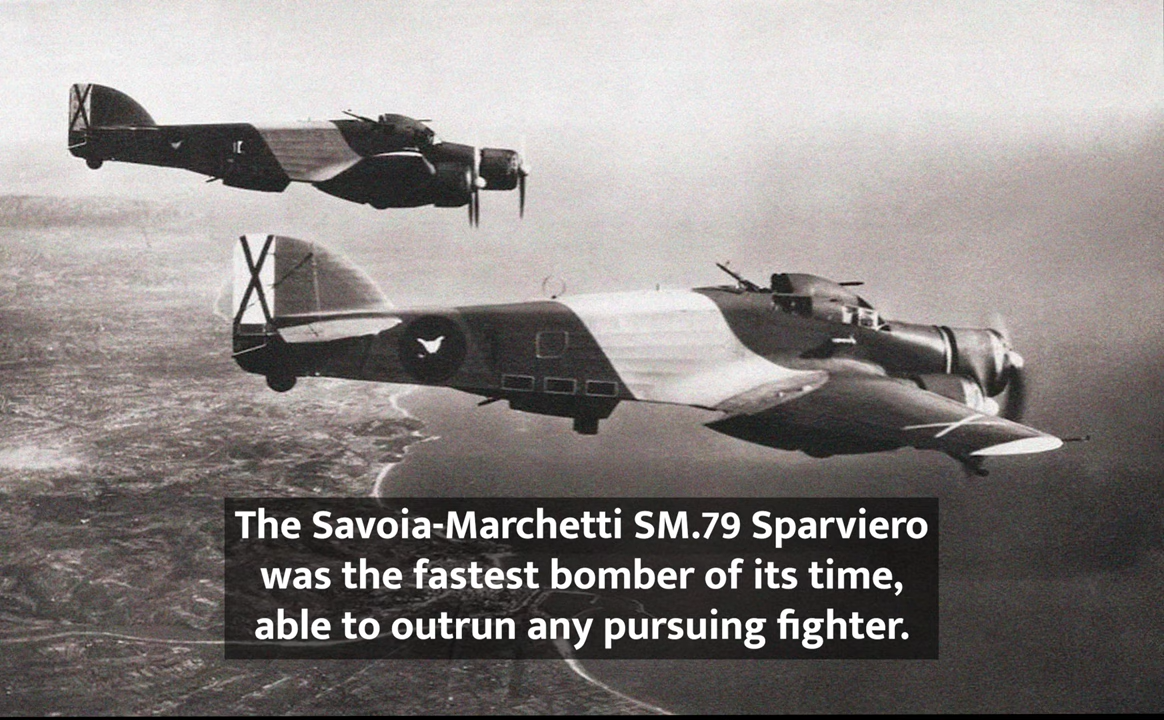 The Savoia-Marchetti SM.79 Sparviero
was the fastest bomber of its time,
able to outrun any pursuing fighter.